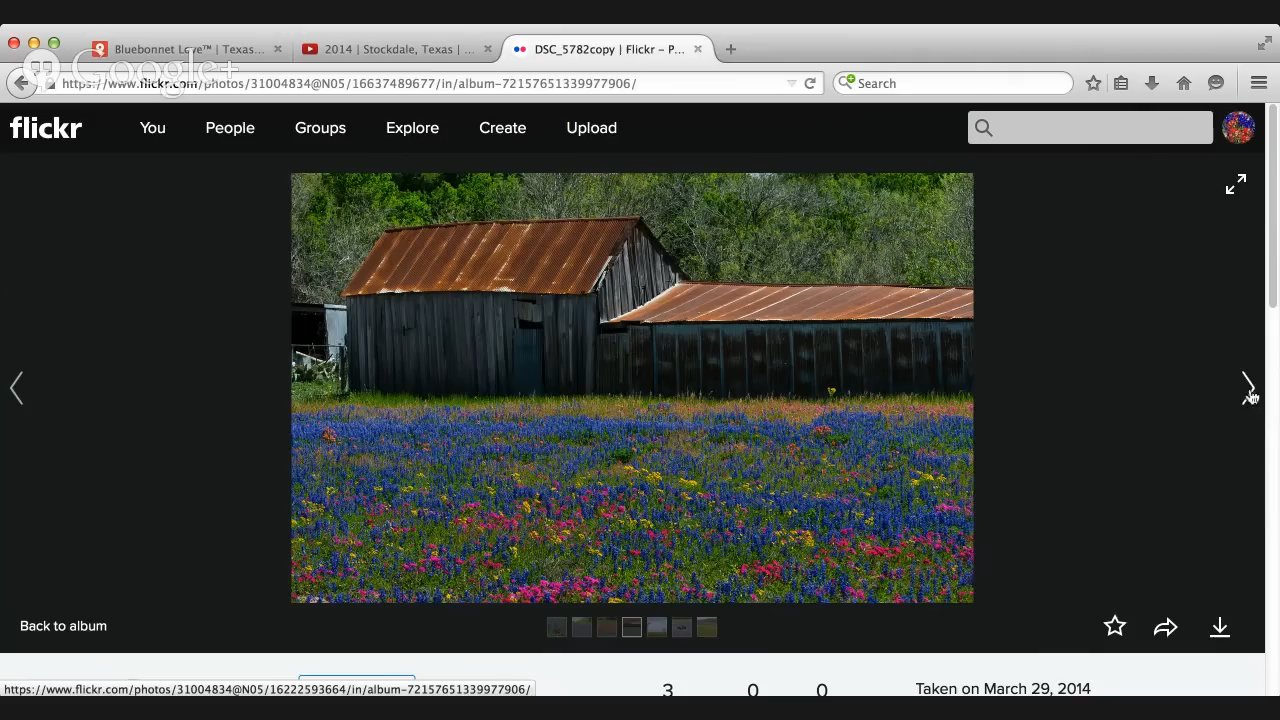 Bluebonnet Love™ | Texas...
2014 | Stockdale, Texas | ...
DSC_5782copy | Flickr – P...
Google+
https://www.flickr.com/photos/31004834@N05/16637489677/in/album-72157651339977906/
Search
flickr
You
People
Groups
Explore
Create
Upload
Back to album
https://www.flickr.com/photos/31004834@N05/16222593664/in/album-72157651339977906/
3
0
0
Taken on March 29, 2014